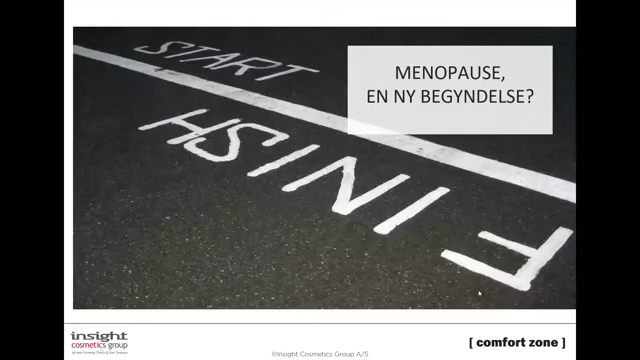 START
FINISH
MENOPAUSE,
EN NY BEGYNDELSE?
insight
cosmetics group
©Insight Cosmetics Group A/S
[ comfort zone ]